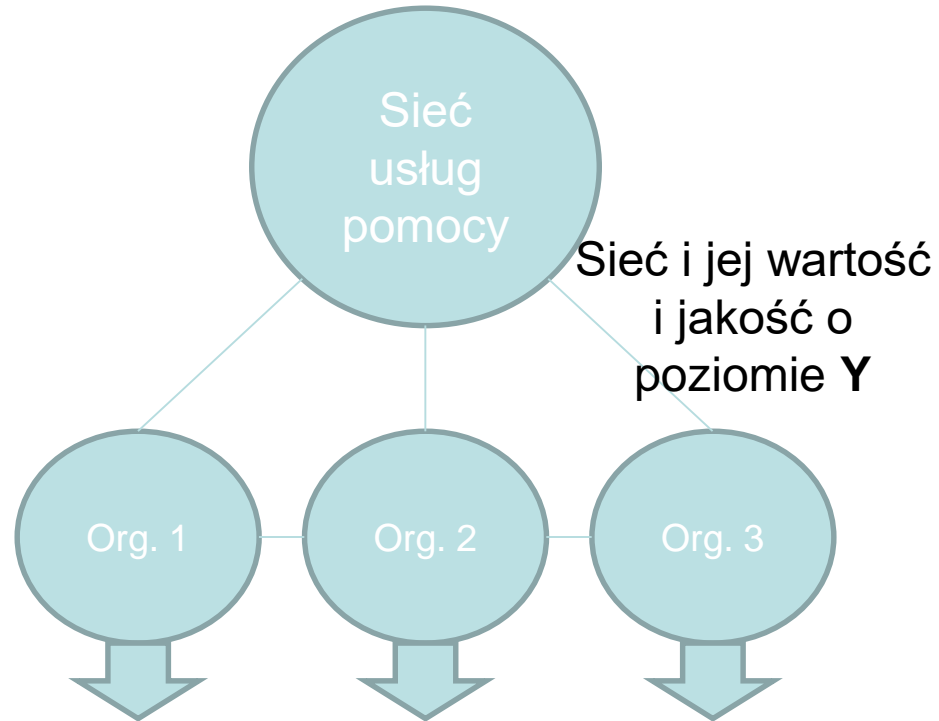 Sieć
usług
pomocy
Sieć i jej wartość
i jakość o
poziomie Y
Org. 1
Org. 2
Org. 3